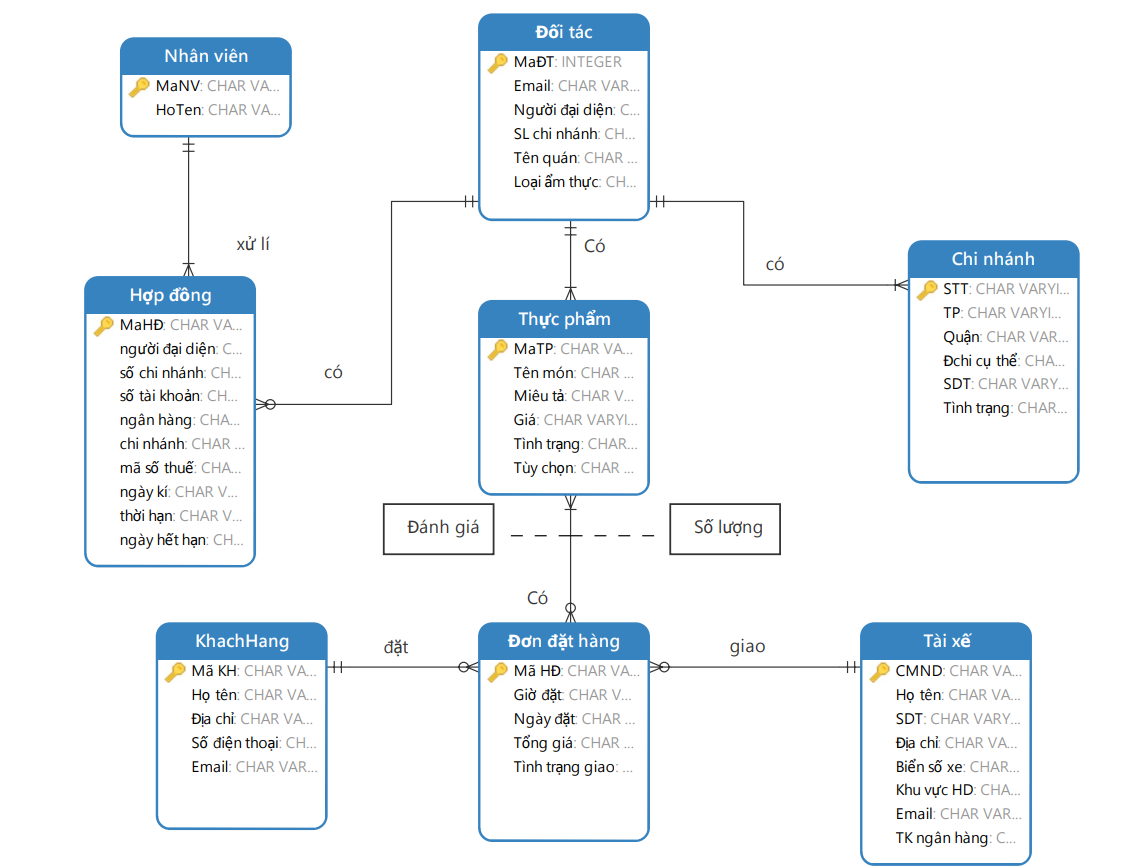 Nhân viên
MaNV: CHAR VA...
HoTen: CHAR VA...
Đối tác
MaĐT: INTEGER
Email: CHAR VAR...
Người đại diện: C...
SL chi nhánh: CH...
Tên quán: CHAR ...
Loại ẩm thực: CH...
xử lí
Có
có
có
Hợp đồng
MaHĐ: CHAR VA...
người đại diện: C...
số chi nhánh: CH...
số tài khoản: CH...
ngân hàng: CHA...
chi nhánh: CHAR ...
mã số thuế: CHA...
ngày kí: CHAR V...
thời hạn: CHAR V...
ngày hết hạn: CH...
Thực phẩm
MaTP: CHAR VA...
Tên món: CHAR ...
Miêu tả: CHAR V...
Giá: CHAR VARYI...
Tình trạng: CHAR...
Tùy chọn: CHAR ...
Chi nhánh
STT: CHAR VARYI...
TP: CHAR VARYI...
Quận: CHAR VAR...
Đchi cụ thể: CHA...
SDT: CHAR VARY...
Tình trạng: CHAR...
Đánh giá
Số lượng
Có
KhachHang
Mã KH: CHAR VA...
Họ tên: CHAR VA...
Địa chỉ: CHAR VA...
Số điện thoại: CH...
Email: CHAR VAR...
đặt
Đơn đặt hàng
Mã HĐ: CHAR VA...
Giờ đặt: CHAR V...
Ngày đặt: CHAR ...
Tổng giá: CHAR ...
Tình trạng giao: ...
giao
Tài xế
CMND: CHAR VA...
Họ tên: CHAR VA...
SDT: CHAR VARY...
Địa chỉ: CHAR VA...
Biển số xe: CHAR...
Khu vực HD: CHA...
Email: CHAR VAR...
TK ngân hàng: C...